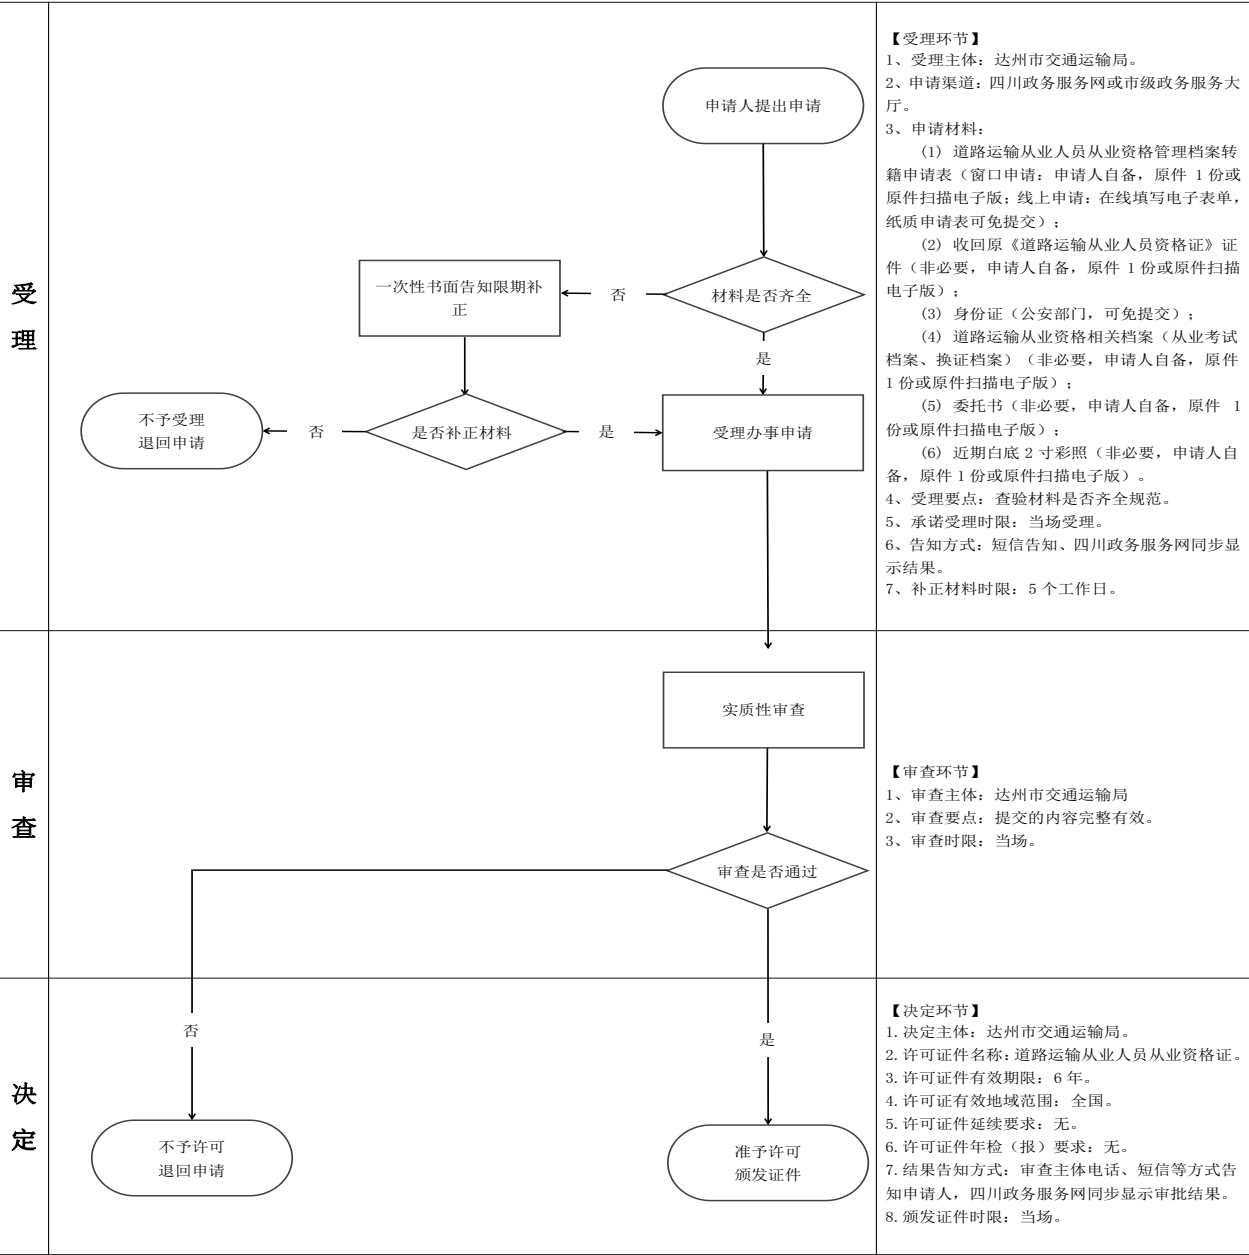 受
理
申请人提出申请
材料是否齐全
否
一次性书面告知限期补
正
是
不予受理
退回申请
否
是否补正材料
是
受理办事申请
【受理环节】
1、受理主体：达州市交通运输局。
2、申请渠道：四川政务服务网或市级政务服务大
厅。
3、申请材料：
（1）道路运输从业人员从业资格管理档案转
籍申请表（窗口申请：申请人自备，原件 1 份或
原件扫描电子版；线上申请：在线填写电子表单，
纸质申请表可免提交）；
（2）收回原《道路运输从业人员资格证》证
件（非必要，申请人自备，原件 1 份或原件扫描
电子版）；
（3）身份证（公安部门，可免提交）；
（4）道路运输从业资格相关档案（从业考试
档案、换证档案）（非必要，申请人自备，原件
1 份或原件扫描电子版）；
（5）委托书（非必要，申请人自备，原件 1
份或原件扫描电子版）；
（6）近期白底 2 寸彩照（非必要，申请人自
备，原件 1 份或原件扫描电子版）。
4、受理要点：查验材料是否齐全规范。
5、承诺受理时限：当场受理。
6、告知方式：短信告知、四川政务服务网同步显
示结果。
7、补正材料时限：5 个工作日。
审
查
实质性审查
审查是否通过
【审查环节】
1、审查主体：达州市交通运输局
2、审查要点：提交的内容完整有效。
3、审查时限：当场。
决
定
否
是
不予许可
退回申请
准予许可
颁发证件
【决定环节】
1.决定主体：达州市交通运输局。
2.许可证件名称：道路运输从业人员从业资格证。
3.许可证件有效期限：6 年。
4.许可证有效地域范围：全国。
5.许可证件延续要求：无。
6.许可证件年检（报）要求：无。
7.结果告知方式：审查主体电话、短信等方式告
知申请人，四川政务服务网同步显示审批结果。
8.颁发证件时限：当场。